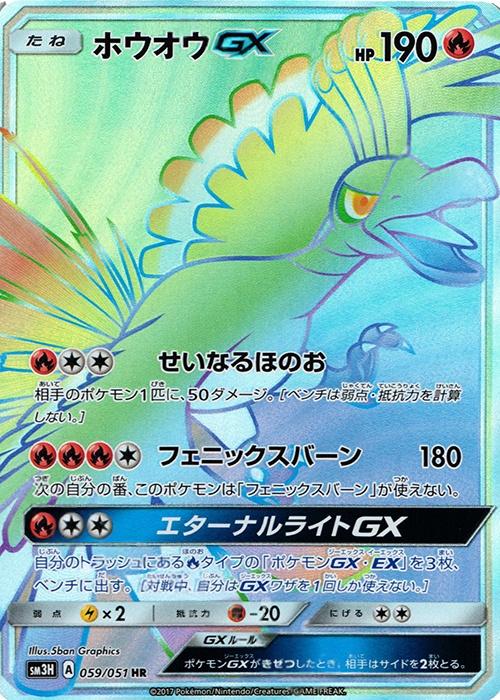 たね ホウオウGX HP 190
せいなるほのお
相手のポケモン1匹に、50ダメージ。[ベンチは弱点・抵抗力を計算
しない。]
フェニックスバーン 180
次の自分の番、このポケモンは「フェニックスバーン」が使えない。
エターナルライトGX
自分のトラッシュにあるタイプの「ポケモンGX・EX」を3枚、
ベンチに出す。[対戦中、自分はGXワザを1回しか使えない。]
弱点 ×2 抵抗力 -20 にげる
GXルール
Illus.5ban Graphics
ポケモンGXがきぜつしたとき、相手はサイドを2枚とる。
SM3H A 059/051 HR
©2017 Pokémon/Nintendo/Creatures/GAME FREAK.